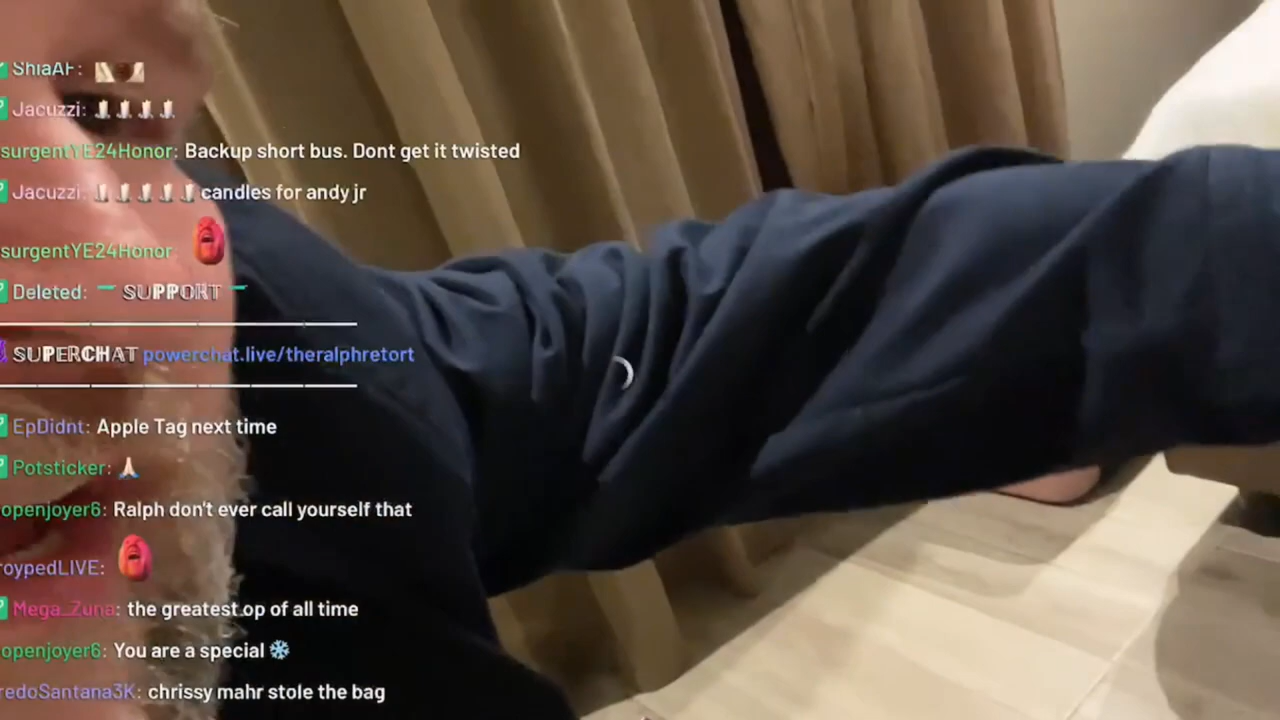 ShiaAF:
Jacuzzi:
surgentYE24Honor: Backup short bus. Dont get it twisted
Jacuzzi: candles for andy jr
surgentYE24Honor
Deleted: SUPPORT
SUPERCHAT powerchat.live/theralphretort
EpDidnt: Apple Tag next time
Potsticker: 🙏🏻
openjoyer6: Ralph don't ever call yourself that
roypedLIVE:
Mega_Zuna: the greatest op of all time
openjoyer6: You are a special ❄️
redoSantana3K: chrissy mahr stole the bag